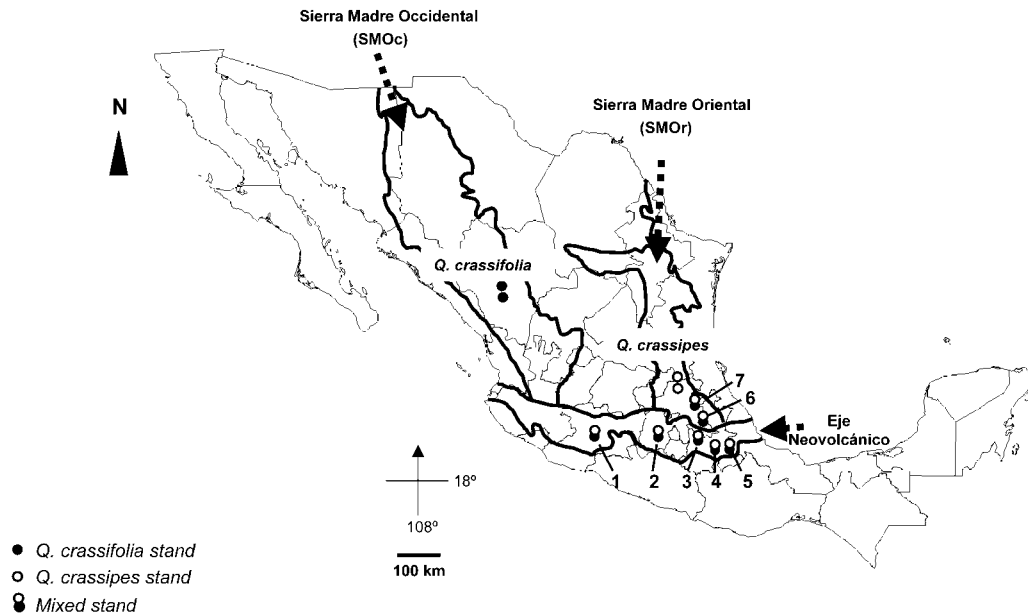 Sierra Madre Occidental
(SMOc)
Sierra Madre Oriental
(SMOr)
N
Q. crassifolia
Q. crassipes
7
6
Eje
Neovolcánico
1
2
3
4
5
18º
108º
100 km
Q. crassifolia stand
Q. crassipes stand
Mixed stand